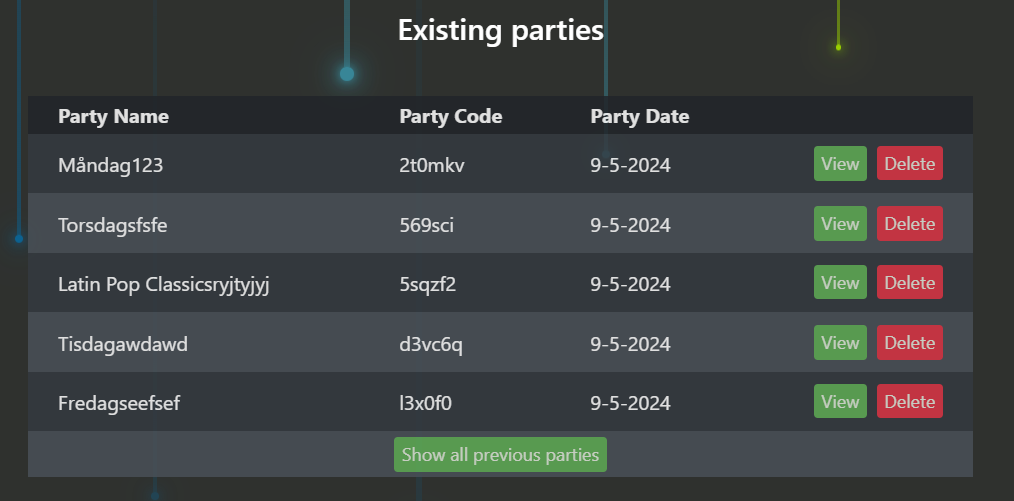 Existing parties
Party Name Party Code Party Date
Måndag123 2t0mkv 9-5-2024 View Delete
Torsdagsfsfe 569sci 9-5-2024 View Delete
Latin Pop Classicsryjtyjyj 5sqzf2 9-5-2024 View Delete
Tisdagawdawd d3vc6q 9-5-2024 View Delete
Fredagseefsef l3x0f0 9-5-2024 View Delete
Show all previous parties